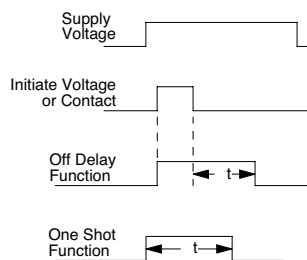 Supply
Voltage
Initiate Voltage
or Contact
Off Delay
Function
t
One Shot
Function
t